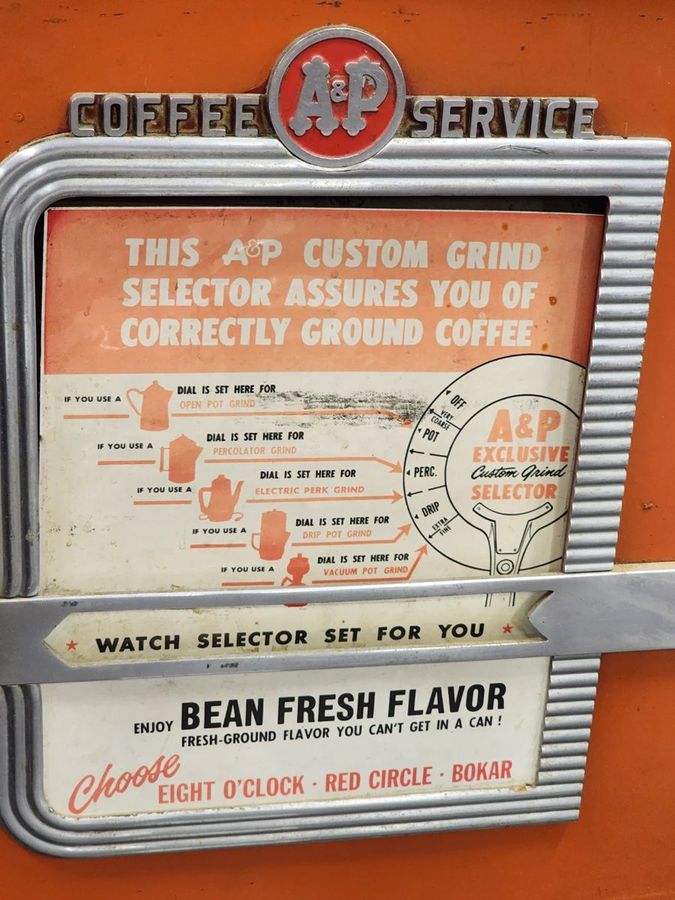 COFFEE A&P SERVICE
THIS A&P CUSTOM GRIND
SELECTOR ASSURES YOU OF
CORRECTLY GROUND COFFEE
IF YOU USE A DIAL IS SET HERE FOR
OPEN POT GRIND
IF YOU USE A DIAL IS SET HERE FOR
PERCOLATOR GRIND
IF YOU USE A DIAL IS SET HERE FOR
ELECTRIC PERK GRIND
IF YOU USE A DIAL IS SET HERE FOR
DRIP POT GRIND
IF YOU USE A DIAL IS SET HERE FOR
VACUUM POT GRIND
OFF
VERY
COARSE
POT
PERC.
DRIP
EXTRA
FINE
A&P
EXCLUSIVE
Custom Grind
SELECTOR
WATCH SELECTOR SET FOR YOU
ENJOY BEAN FRESH FLAVOR
FRESH-GROUND FLAVOR YOU CAN'T GET IN A CAN !
Choose
EIGHT O'CLOCK · RED CIRCLE · BOKAR